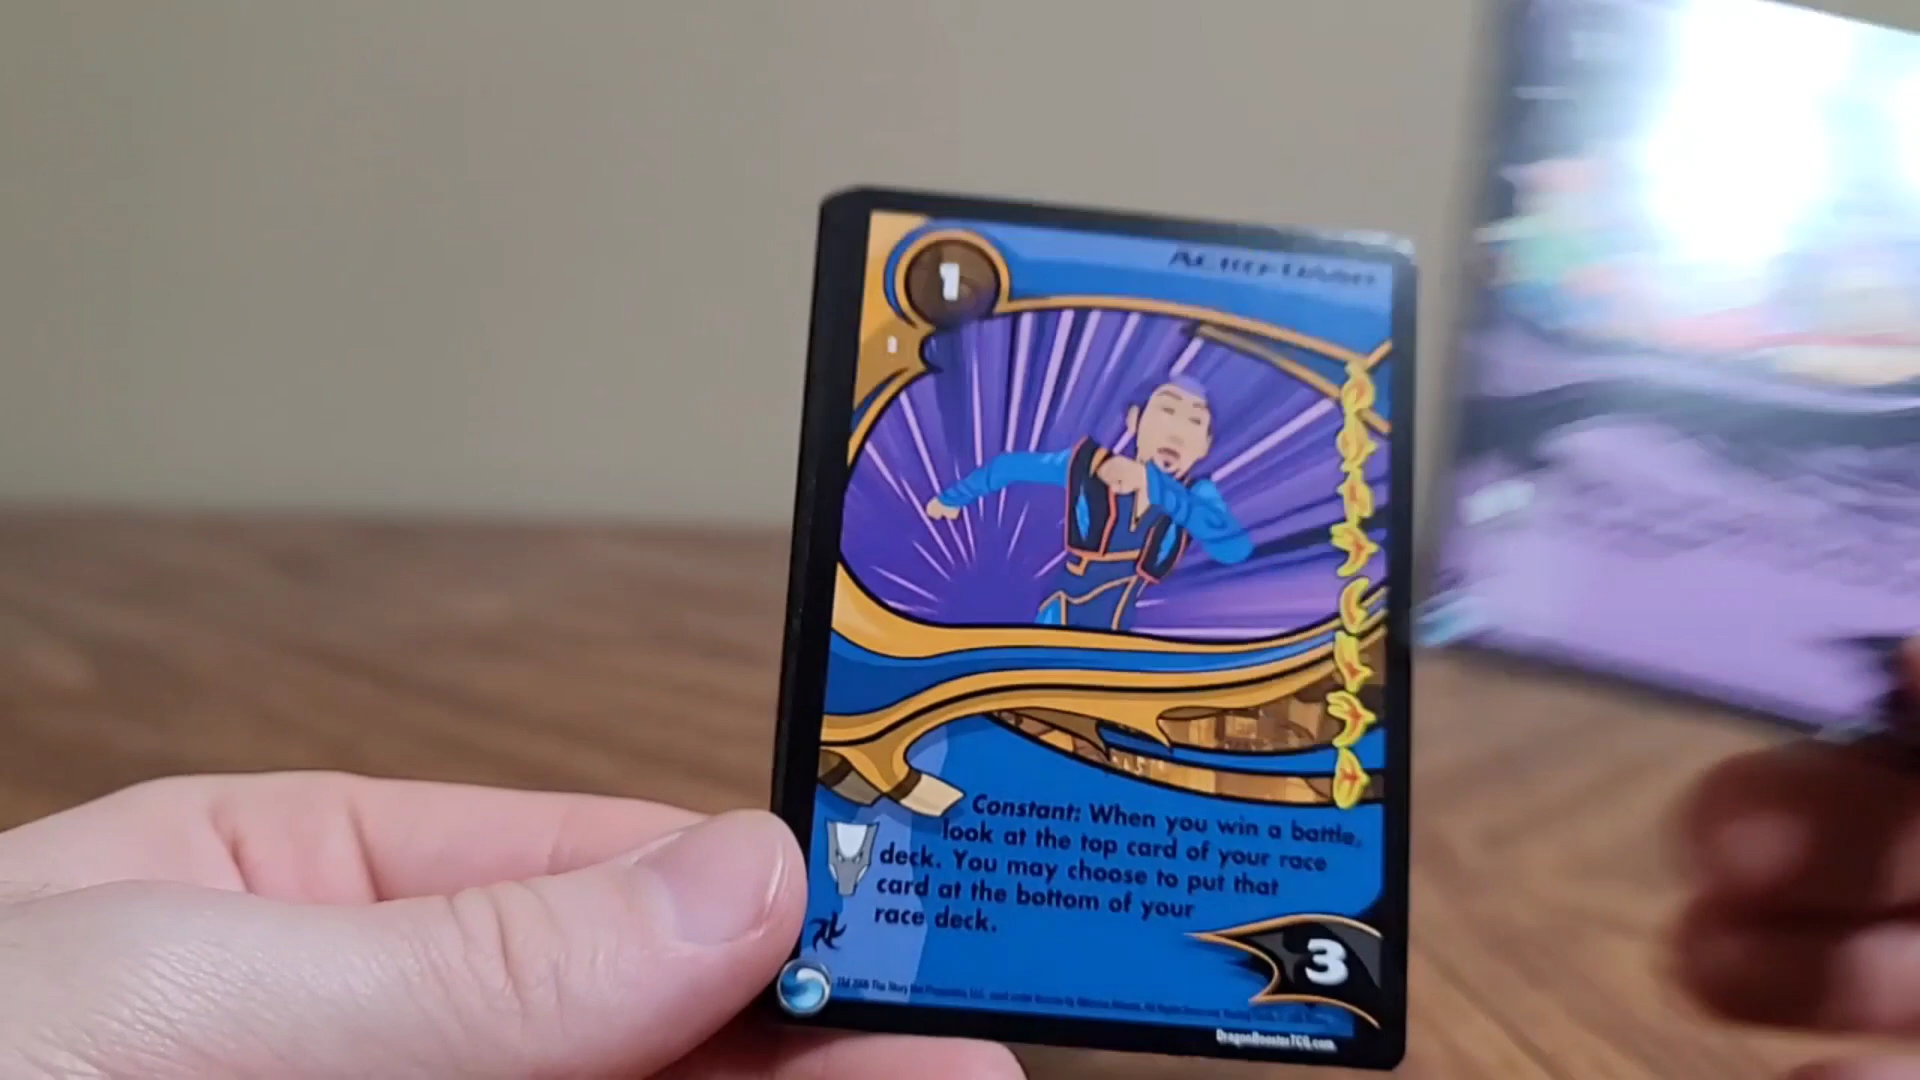 1
Constant: When you win a battle,
look at the top card of your race
deck. You may choose to put that
card at the bottom of your
race deck.
3
DragonBoosterTCG.com